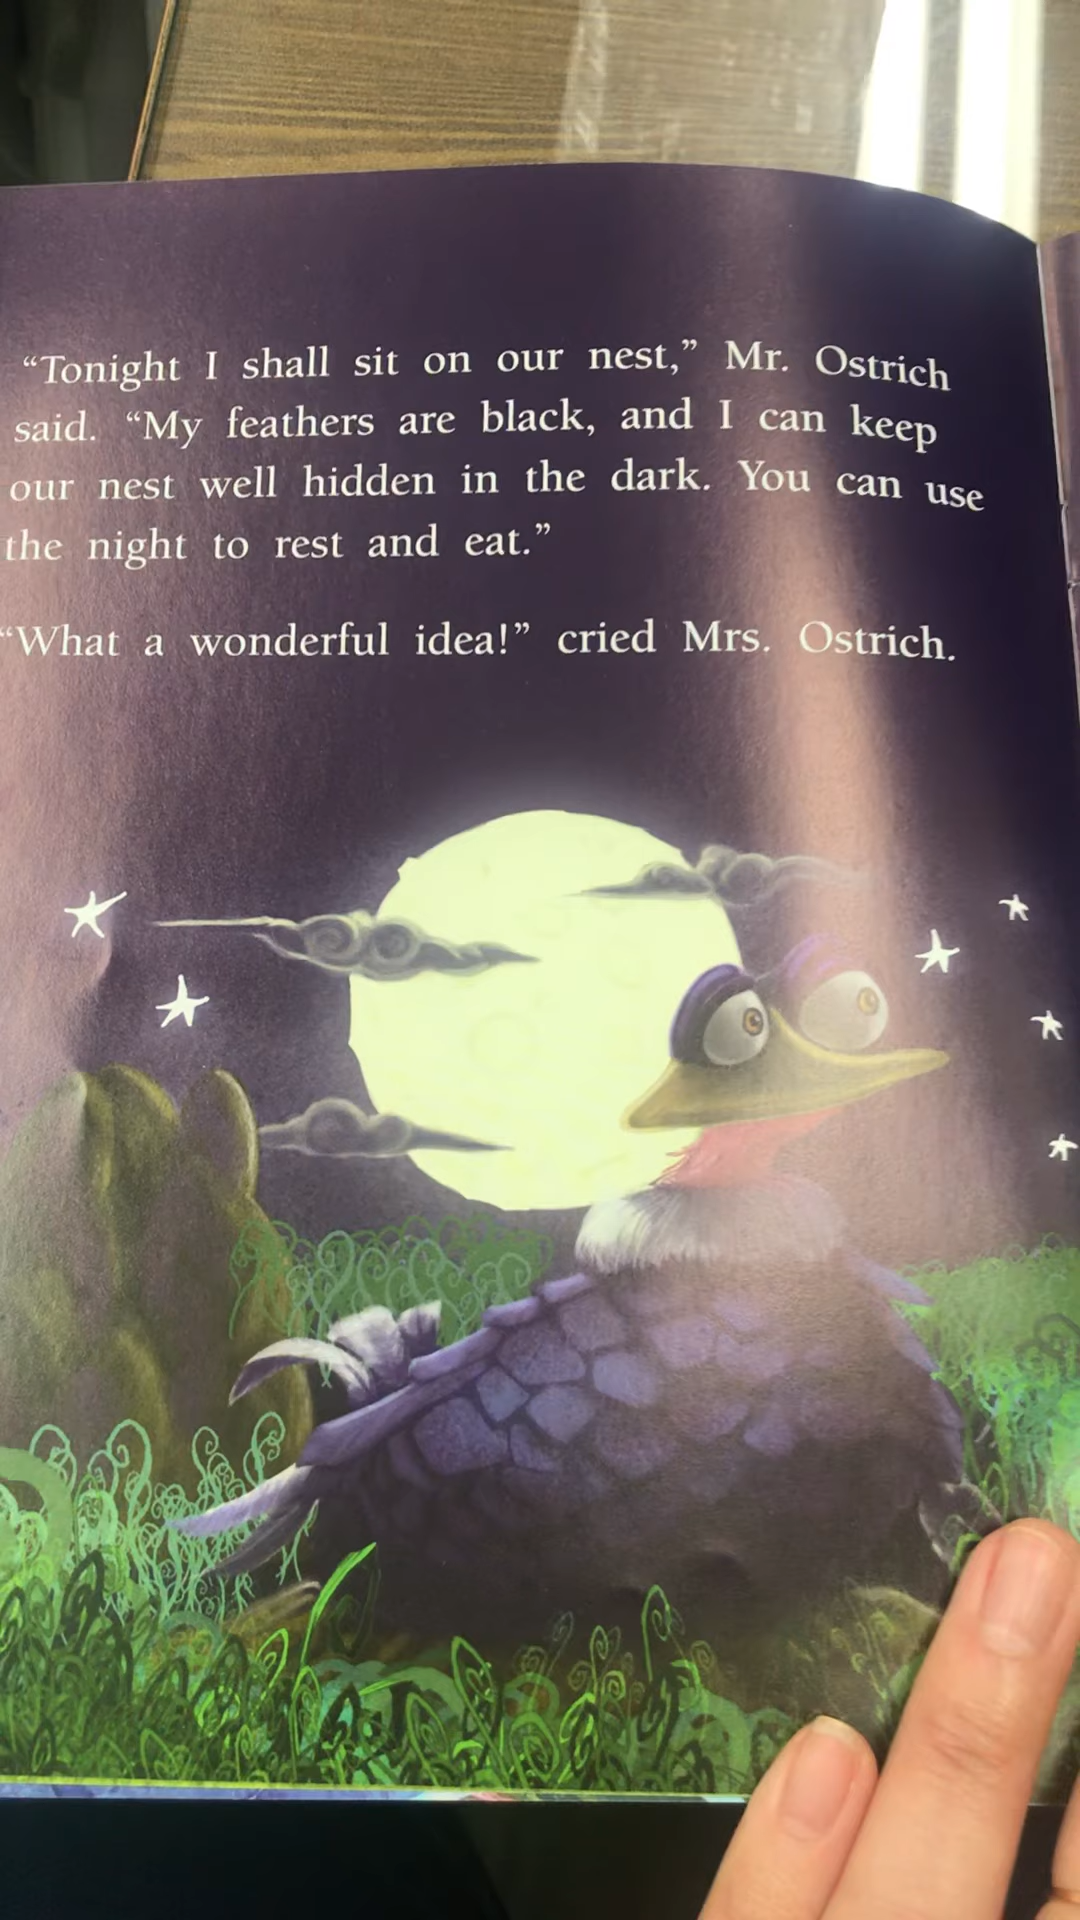 “Tonight I shall sit on our nest,” Mr. Ostrich
said. “My feathers are black, and I can keep
our nest well hidden in the dark. You can use
the night to rest and eat.”
“What a wonderful idea!” cried Mrs. Ostrich.